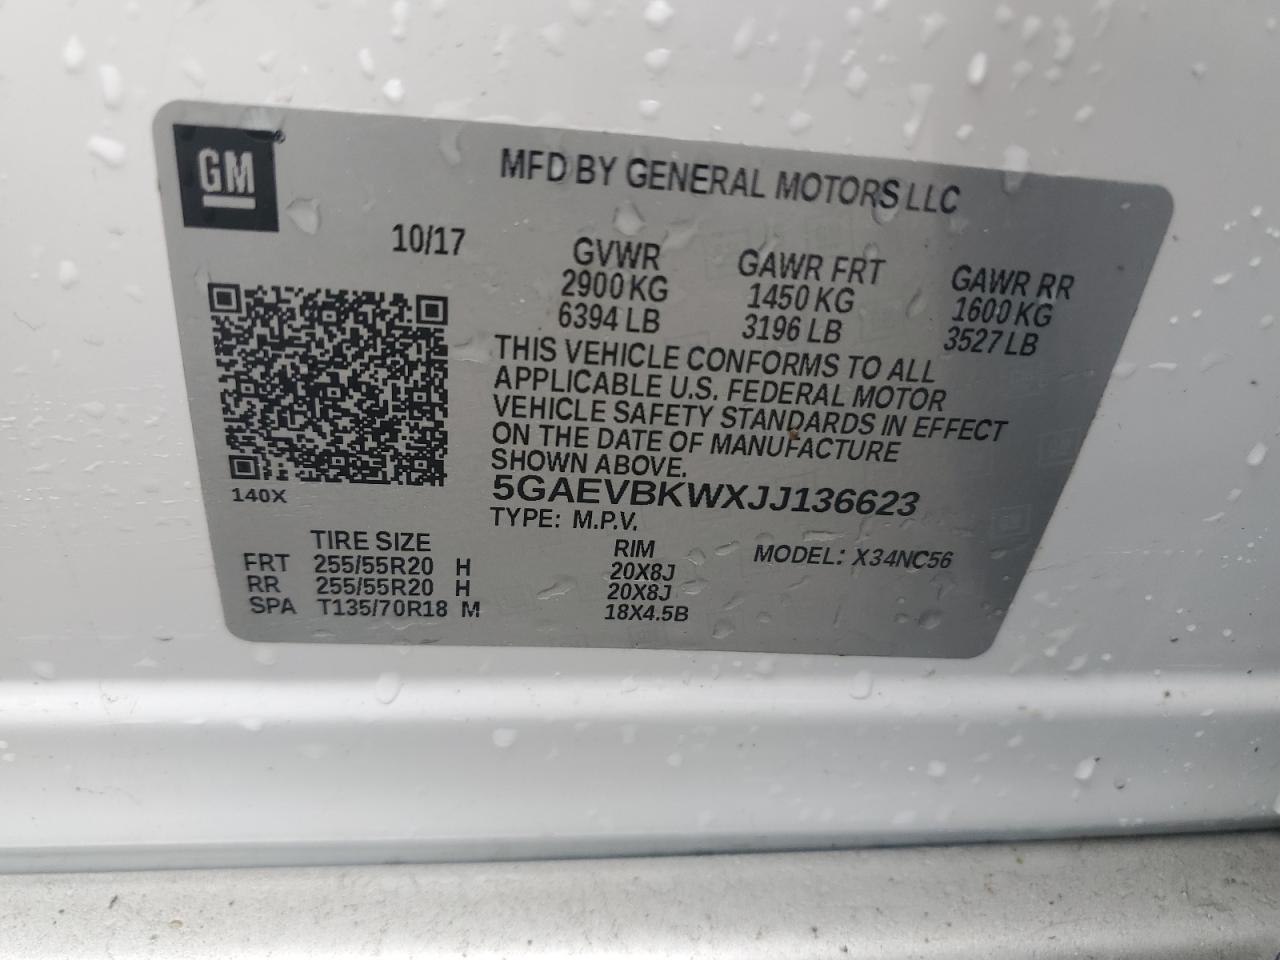 GM
MFD BY GENERAL MOTORS LLC
10/17
GVWR GAWR FRT GAWR RR
2900 KG 1450 KG 1600 KG
6394 LB 3196 LB 3527 LB
THIS VEHICLE CONFORMS TO ALL
APPLICABLE U.S. FEDERAL MOTOR
VEHICLE SAFETY STANDARDS IN EFFECT
ON THE DATE OF MANUFACTURE
SHOWN ABOVE.
140X
5GAEVBKWXJJ136623
TYPE: M.P.V.
TIRE SIZE RIM MODEL: X34NC56
FRT 255/55R20 H 20X8J
RR 255/55R20 H 20X8J
SPA T135/70R18 M 18X4.5B